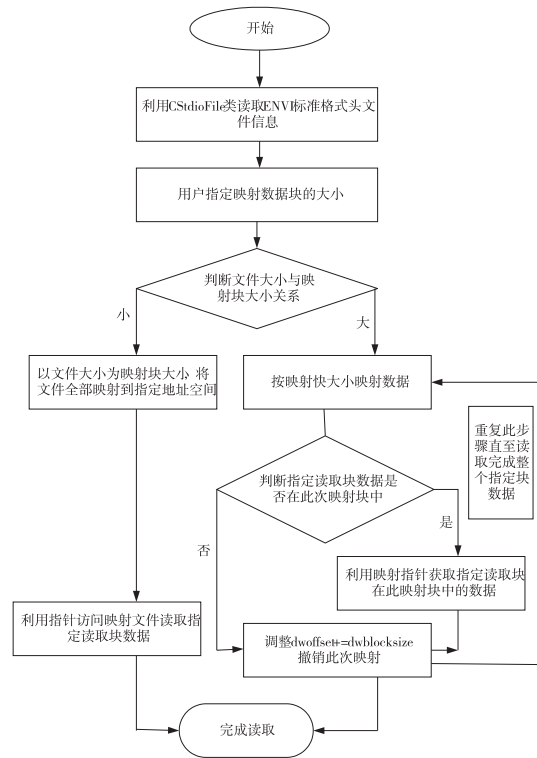 开始
利用CStdioFile类读取ENVI标准格式头文
件信息
用户指定映射数据块的大小
判断文件大小与映
射块大小关系
小
大
以文件大小为映射块大小, 将
文件全部映射到指定地址空间
按映射快大小映射数据
重复此步
骤直至读
取完成整
个指定块
数据
判断指定读取块数据是
否在此次映射块中
是
否
利用映射指针获取指定读取块
在此映射块中的数据
利用指针访问映射文件读取指
定读取块数据
调整dwoffset+=dwblocksize
撤销此次映射
完成读取